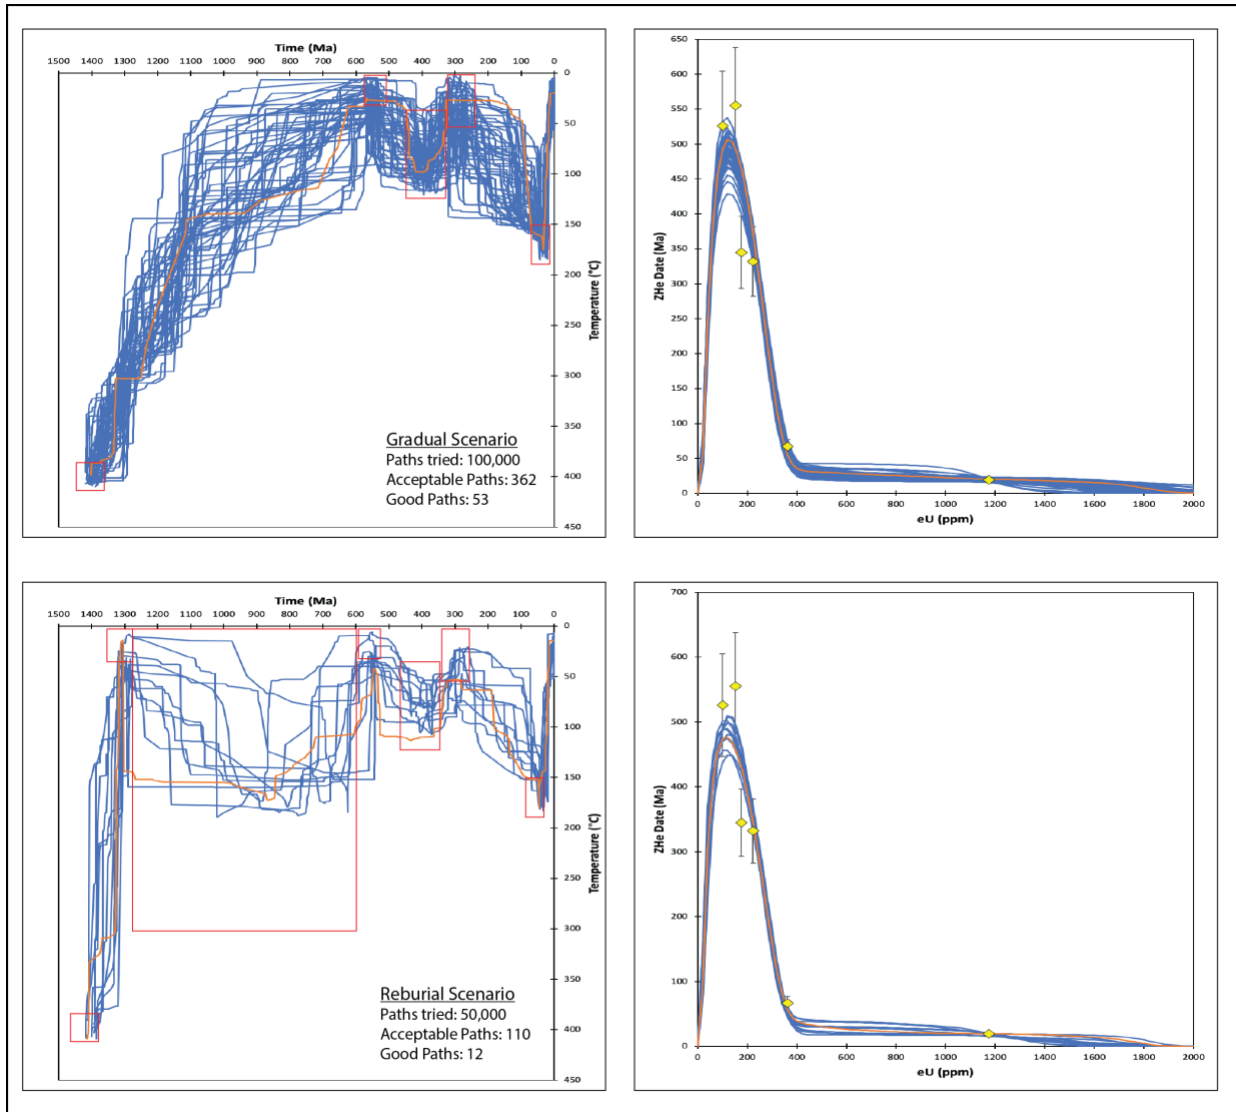 Time (Ma)
1500 1400 1300 1200 1100 1000 900 800 700 600 500 400 300 200 100 0
0
50
100
150
200
250
300
350
400
450
Temperature (°C)
Gradual Scenario
Paths tried: 100,000
Acceptable Paths: 362
Good Paths: 53
650
600
550
500
450
400
350
300
250
200
150
100
50
0
ZHe Date (Ma)
0 200 400 600 800 1000 1200 1400 1600 1800 2000
eU (ppm)
Time (Ma)
1500 1400 1300 1200 1100 1000 900 800 700 600 500 400 300 200 100 0
0
50
100
150
200
250
300
350
400
450
Temperature (°C)
Reburial Scenario
Paths tried: 50,000
Acceptable Paths: 110
Good Paths: 12
700
600
500
400
300
200
100
0
ZHe Date (Ma)
0 200 400 600 800 1000 1200 1400 1600 1800 2000
eU (ppm)